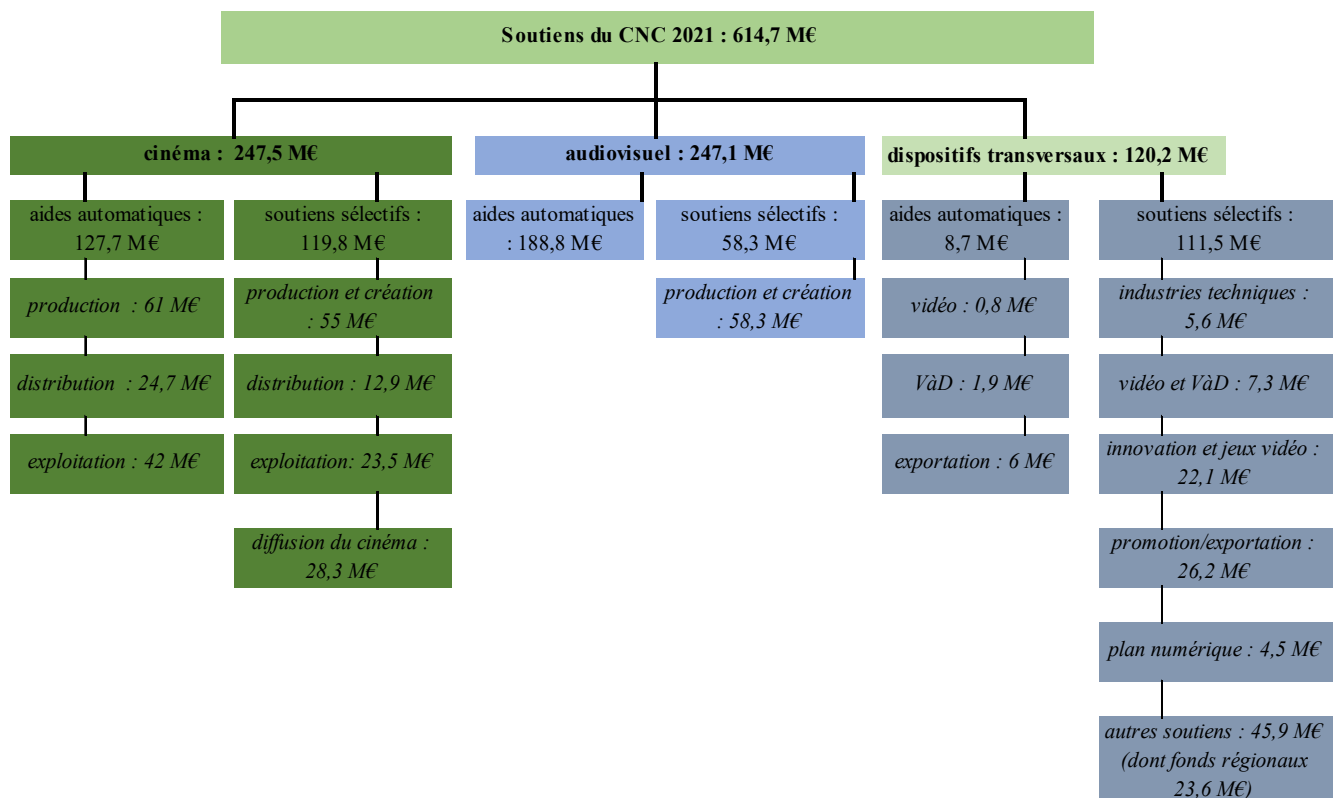 Soutiens du CNC 2021 : 614,7 M€
cinéma : 247,5 M€
aides automatiques :
127,7 M€
production : 61 M€
distribution : 24,7 M€
exploitation : 42 M€
soutiens sélectifs :
119,8 M€
production et création
: 55 M€
distribution : 12,9 M€
exploitation: 23,5 M€
diffusion du cinéma :
28,3 M€
audiovisuel : 247,1 M€
aides automatiques
: 188,8 M€
soutiens sélectifs :
58,3 M€
production et création
: 58,3 M€
dispositifs transversaux : 120,2 M€
aides automatiques :
8,7 M€
vidéo : 0,8 M€
VàD : 1,9 M€
exportation : 6 M€
soutiens sélectifs :
111,5 M€
industries techniques :
5,6 M€
vidéo et VàD : 7,3 M€
innovation et jeux vidéo :
22,1 M€
promotion/exportation :
26,2 M€
plan numérique : 4,5 M€
autres soutiens : 45,9 M€
(dont fonds régionaux
23,6 M€)